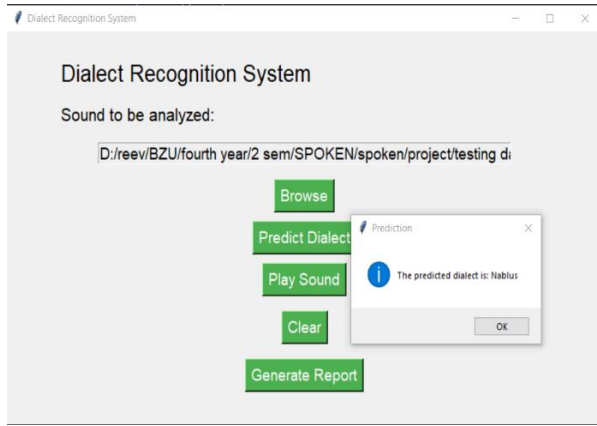 Dialect Recognition System
Dialect Recognition System
Sound to be analyzed:
D:/reev/BZU/fourth year/2 sem/SPOKEN/spoken/project/testing
Browse
Predict Dialect
Prediction
The predicted dialect is: Nablus
OK
Play Sound
Clear
Generate Report